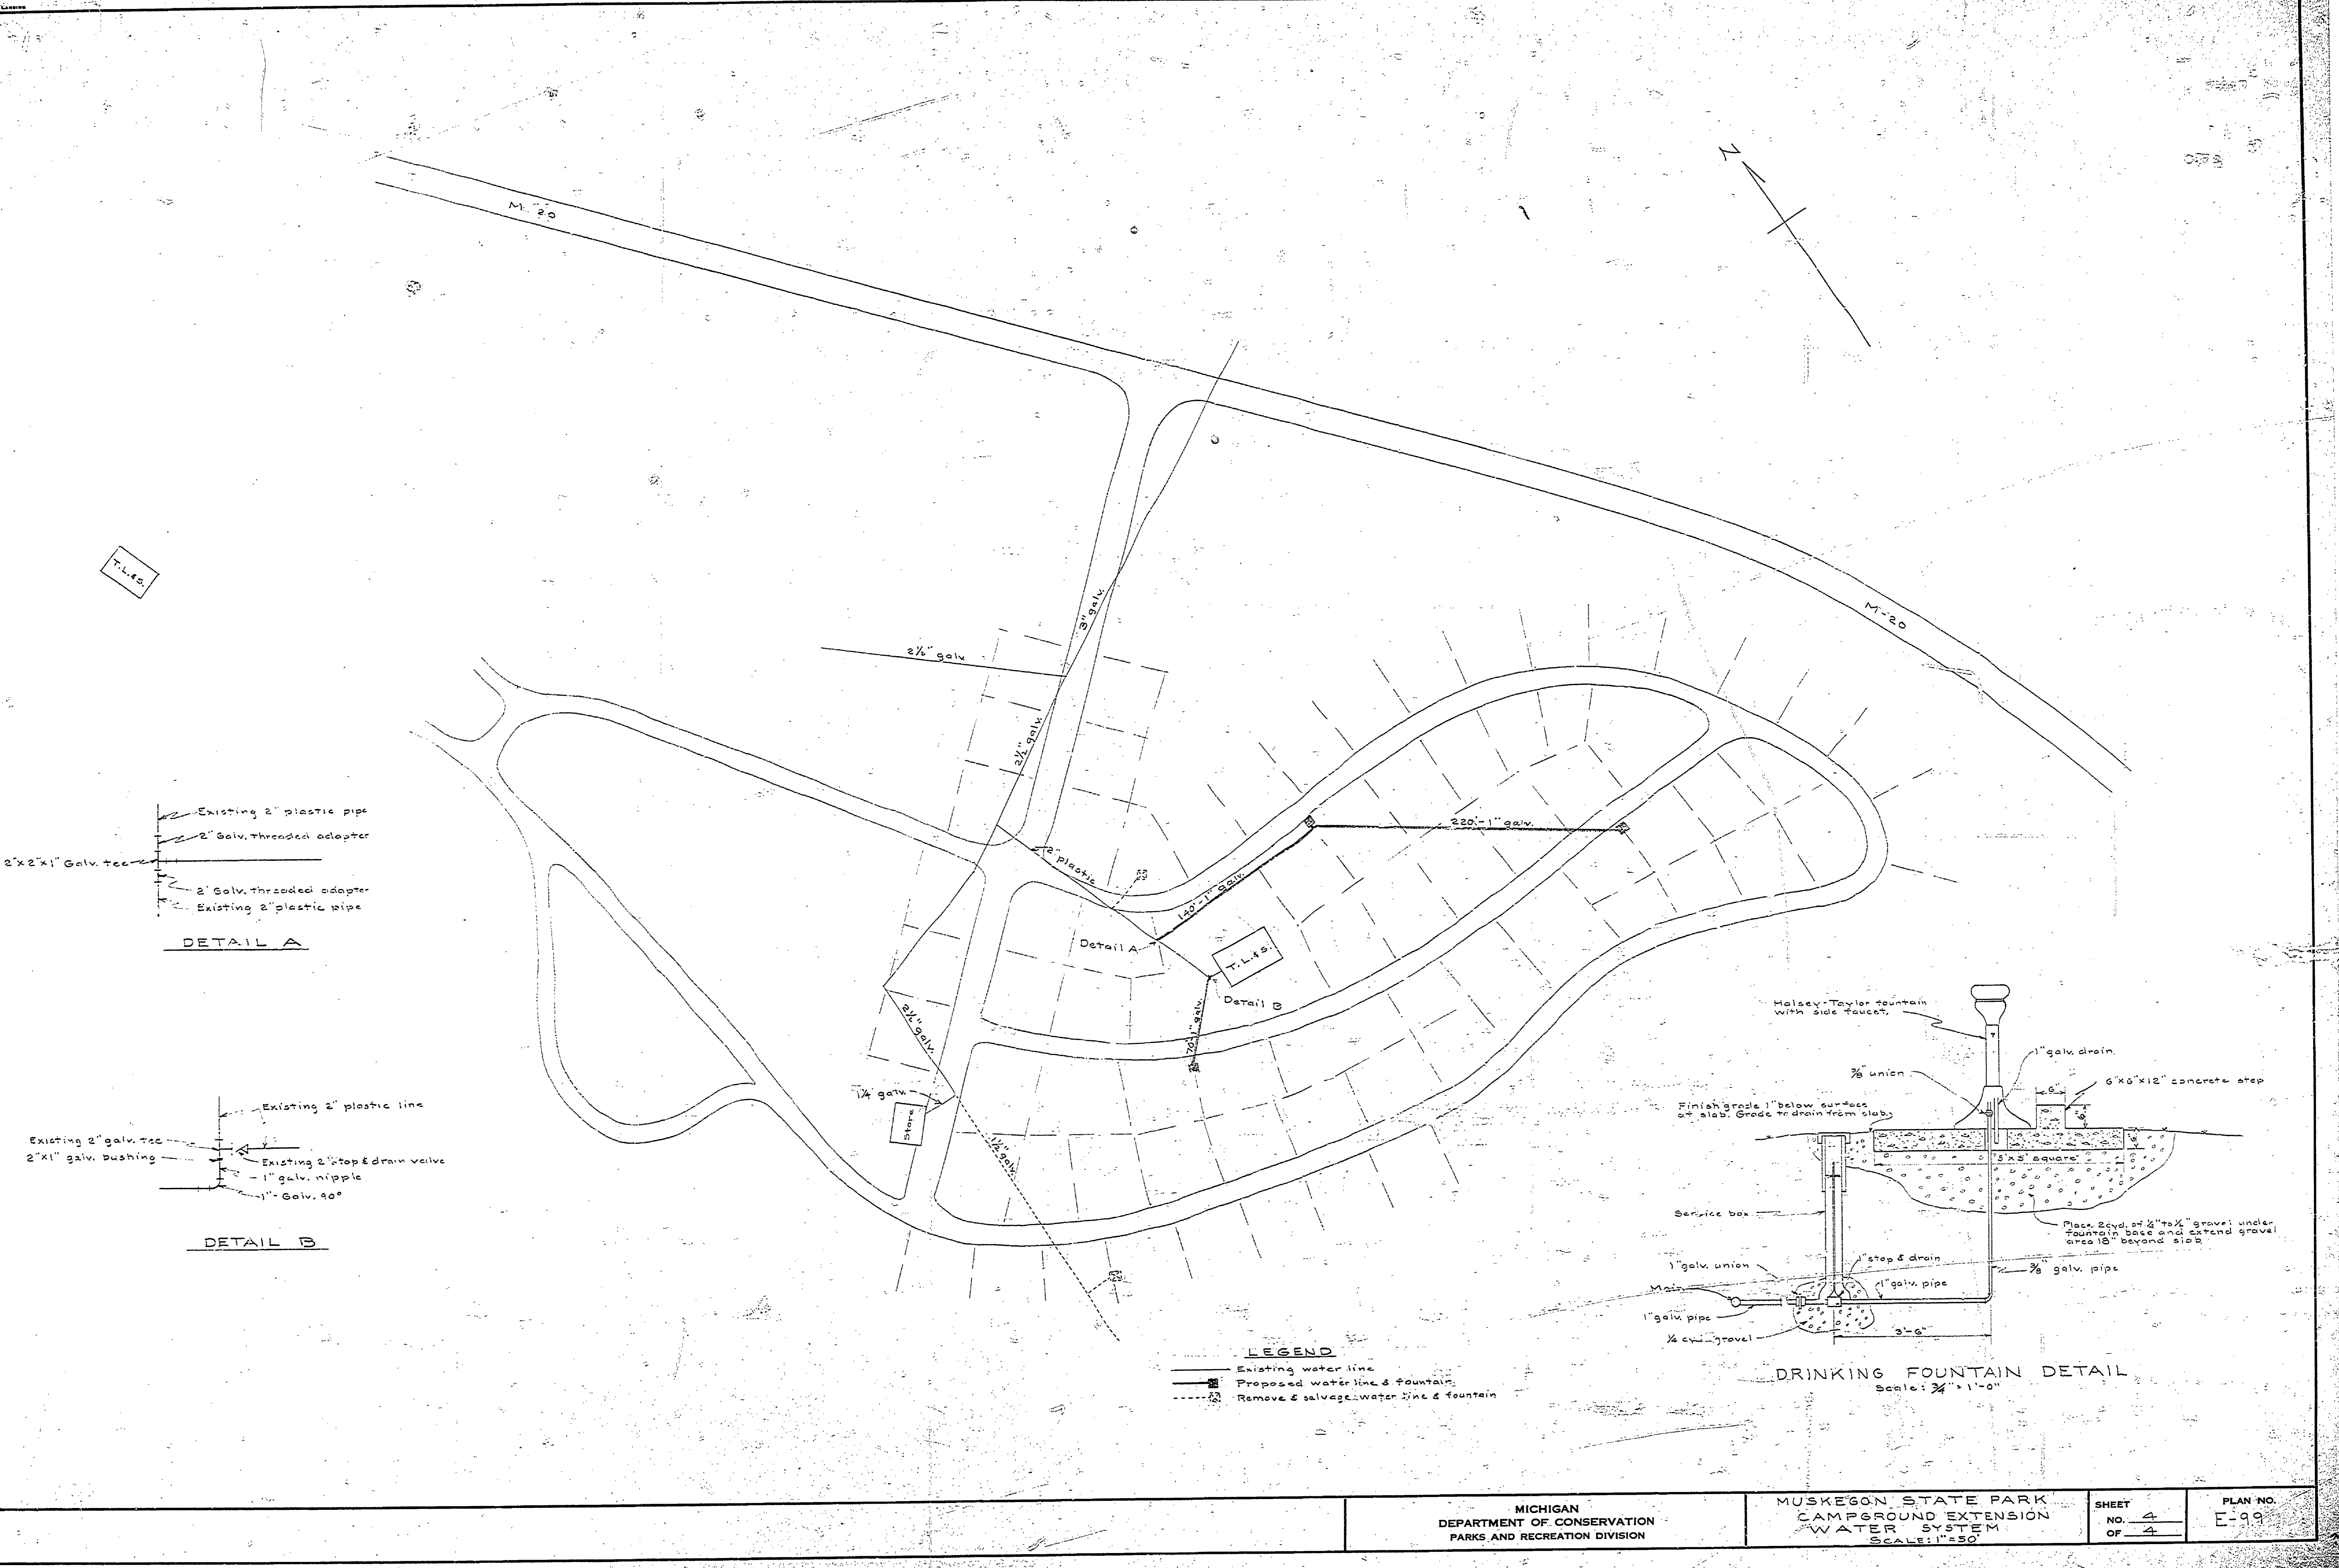 LANSING
M-20
T.L.&S.
3" galv.
2½" galv
M-20
2½" galv.
2" plastic
220'-1" galv.
140'-1" galv.
Detail A
T.L.&S.
Detail B
70'-1" galv.
2½" galv.
1¼ galv.
Store
1½" galv.
Existing 2" plastic pipe
2" Galv. threaded adapter
2"x2"x1" Galv. tee
2" Galv. threaded adapter
Existing 2" plastic pipe
DETAIL A
Existing 2" plastic line
Existing 2" galv. tee
2"x1" galv. bushing
Existing 2" stop & drain valve
1" galv. nipple
1"- Galv. 90°
DETAIL B
Halsey-Taylor fountain
with side faucet.
1" galv. drain
⅜" union
6"
6"x6"x12" concrete step
Finish grade 1" below surface
of slab. Grade to drain from slab.
5'x5' square
Service box
Place 2cyd. of
gravel under
fountain base and extend gravel
area 18" beyond slab
1" galv. union
1" stop & drain
⅜" galv. pipe
Main
1" galv. pipe
1" galv. pipe
gravel
3'-6"
DRINKING FOUNTAIN DETAIL
Scale: ¾" = 1'-0"
LEGEND
Existing water line
Proposed water line & fountain
Remove & salvage water line & fountain
MICHIGAN
DEPARTMENT OF CONSERVATION
PARKS AND RECREATION DIVISION
MUSKEGON STATE PARK
CAMPGROUND EXTENSION
WATER SYSTEM
SCALE: 1"=50'
SHEET
NO. 4
OF 4
PLAN NO.
E-99